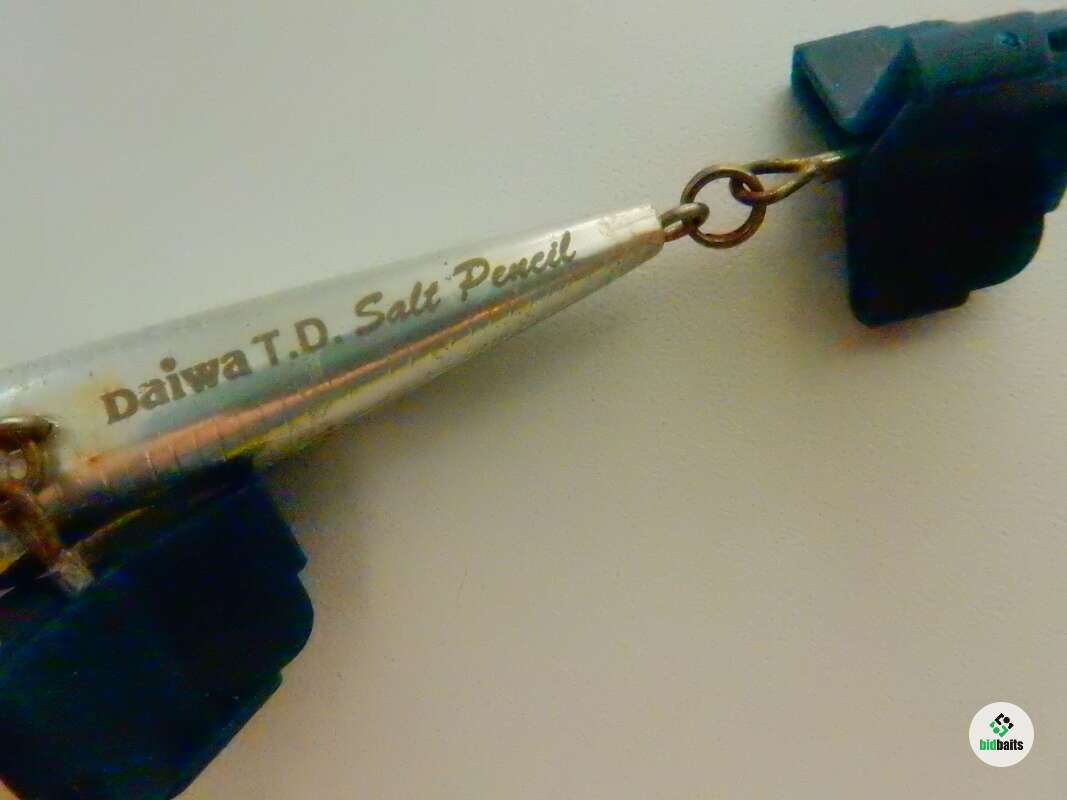 Daiwa T.D. Salt Pencil
bidbaits